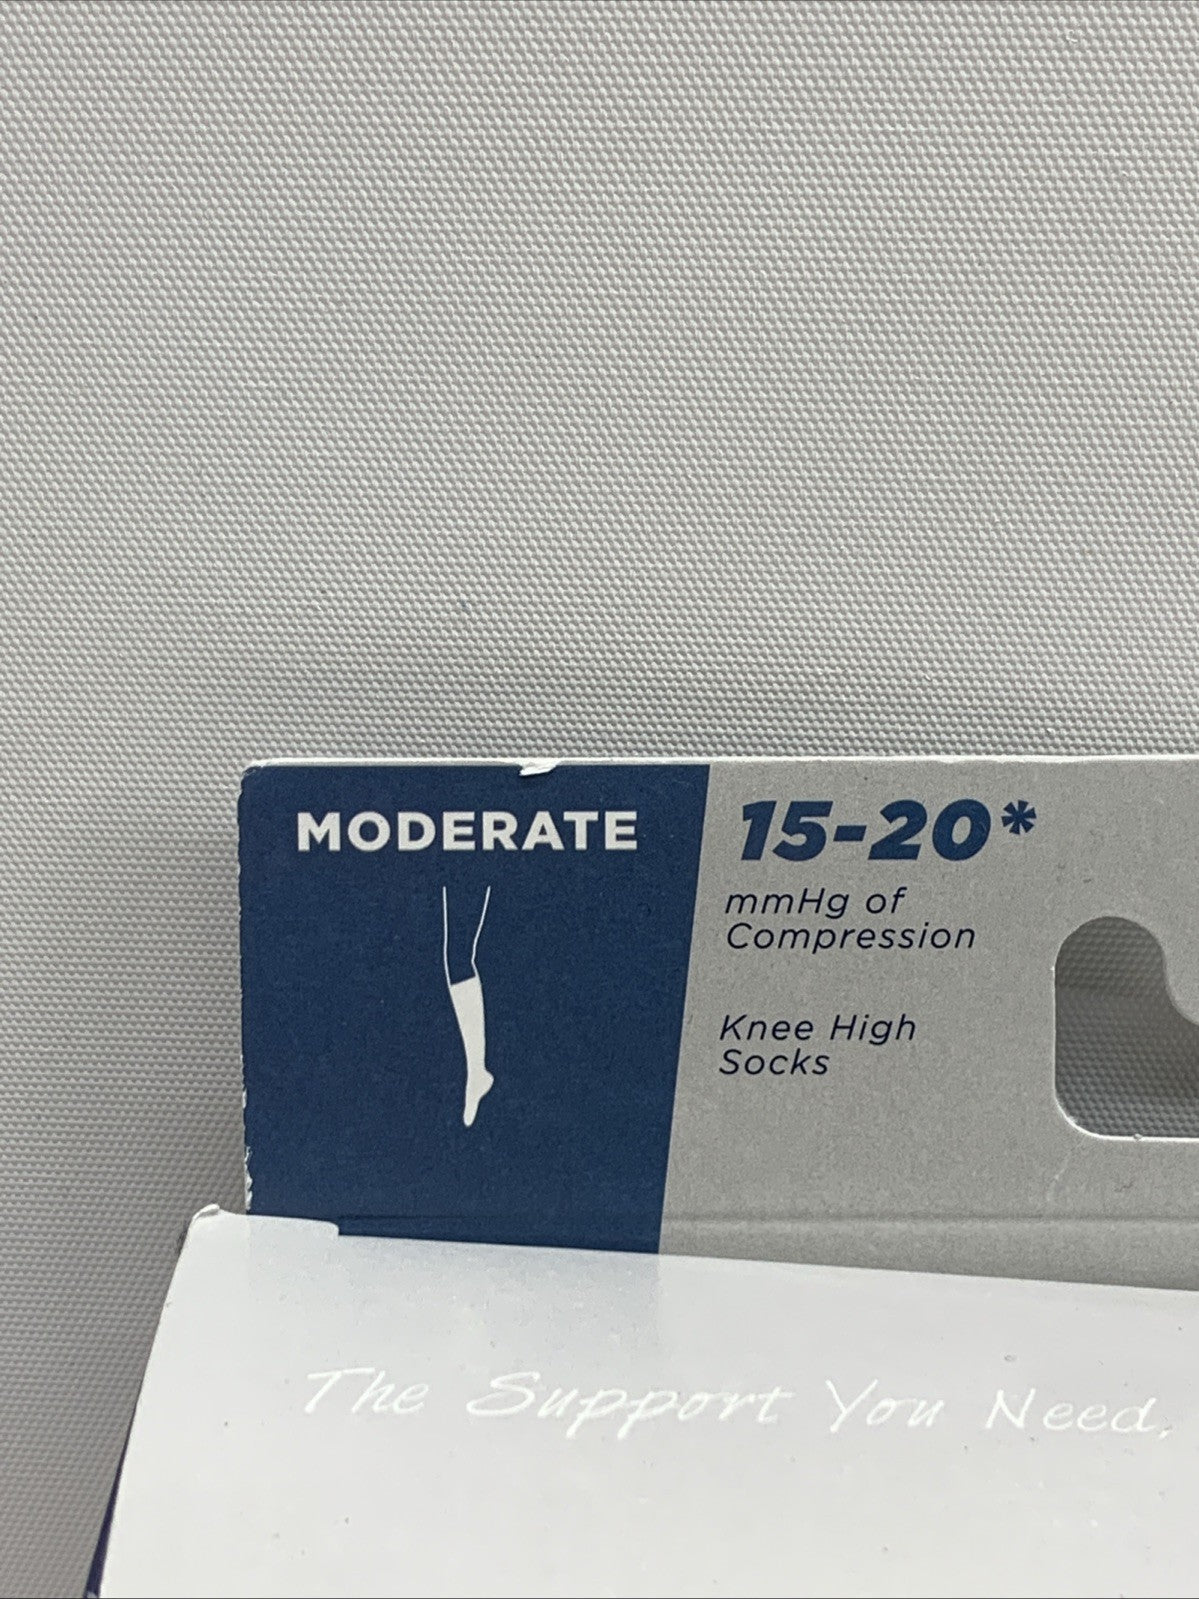 MODERATE
15-20*
mmHg of
Compression
Knee High
Socks
The Support You Need,